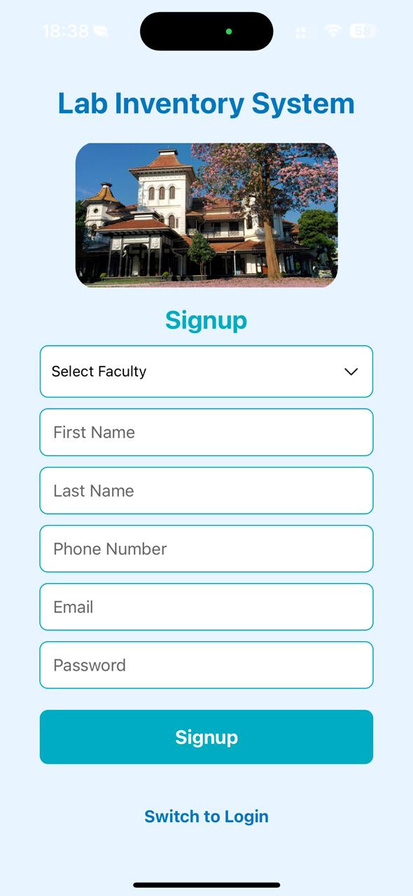 18:38
Lab Inventory System
Signup
Select Faculty
First Name
Last Name
Phone Number
Email
Password
Signup
Switch to Login